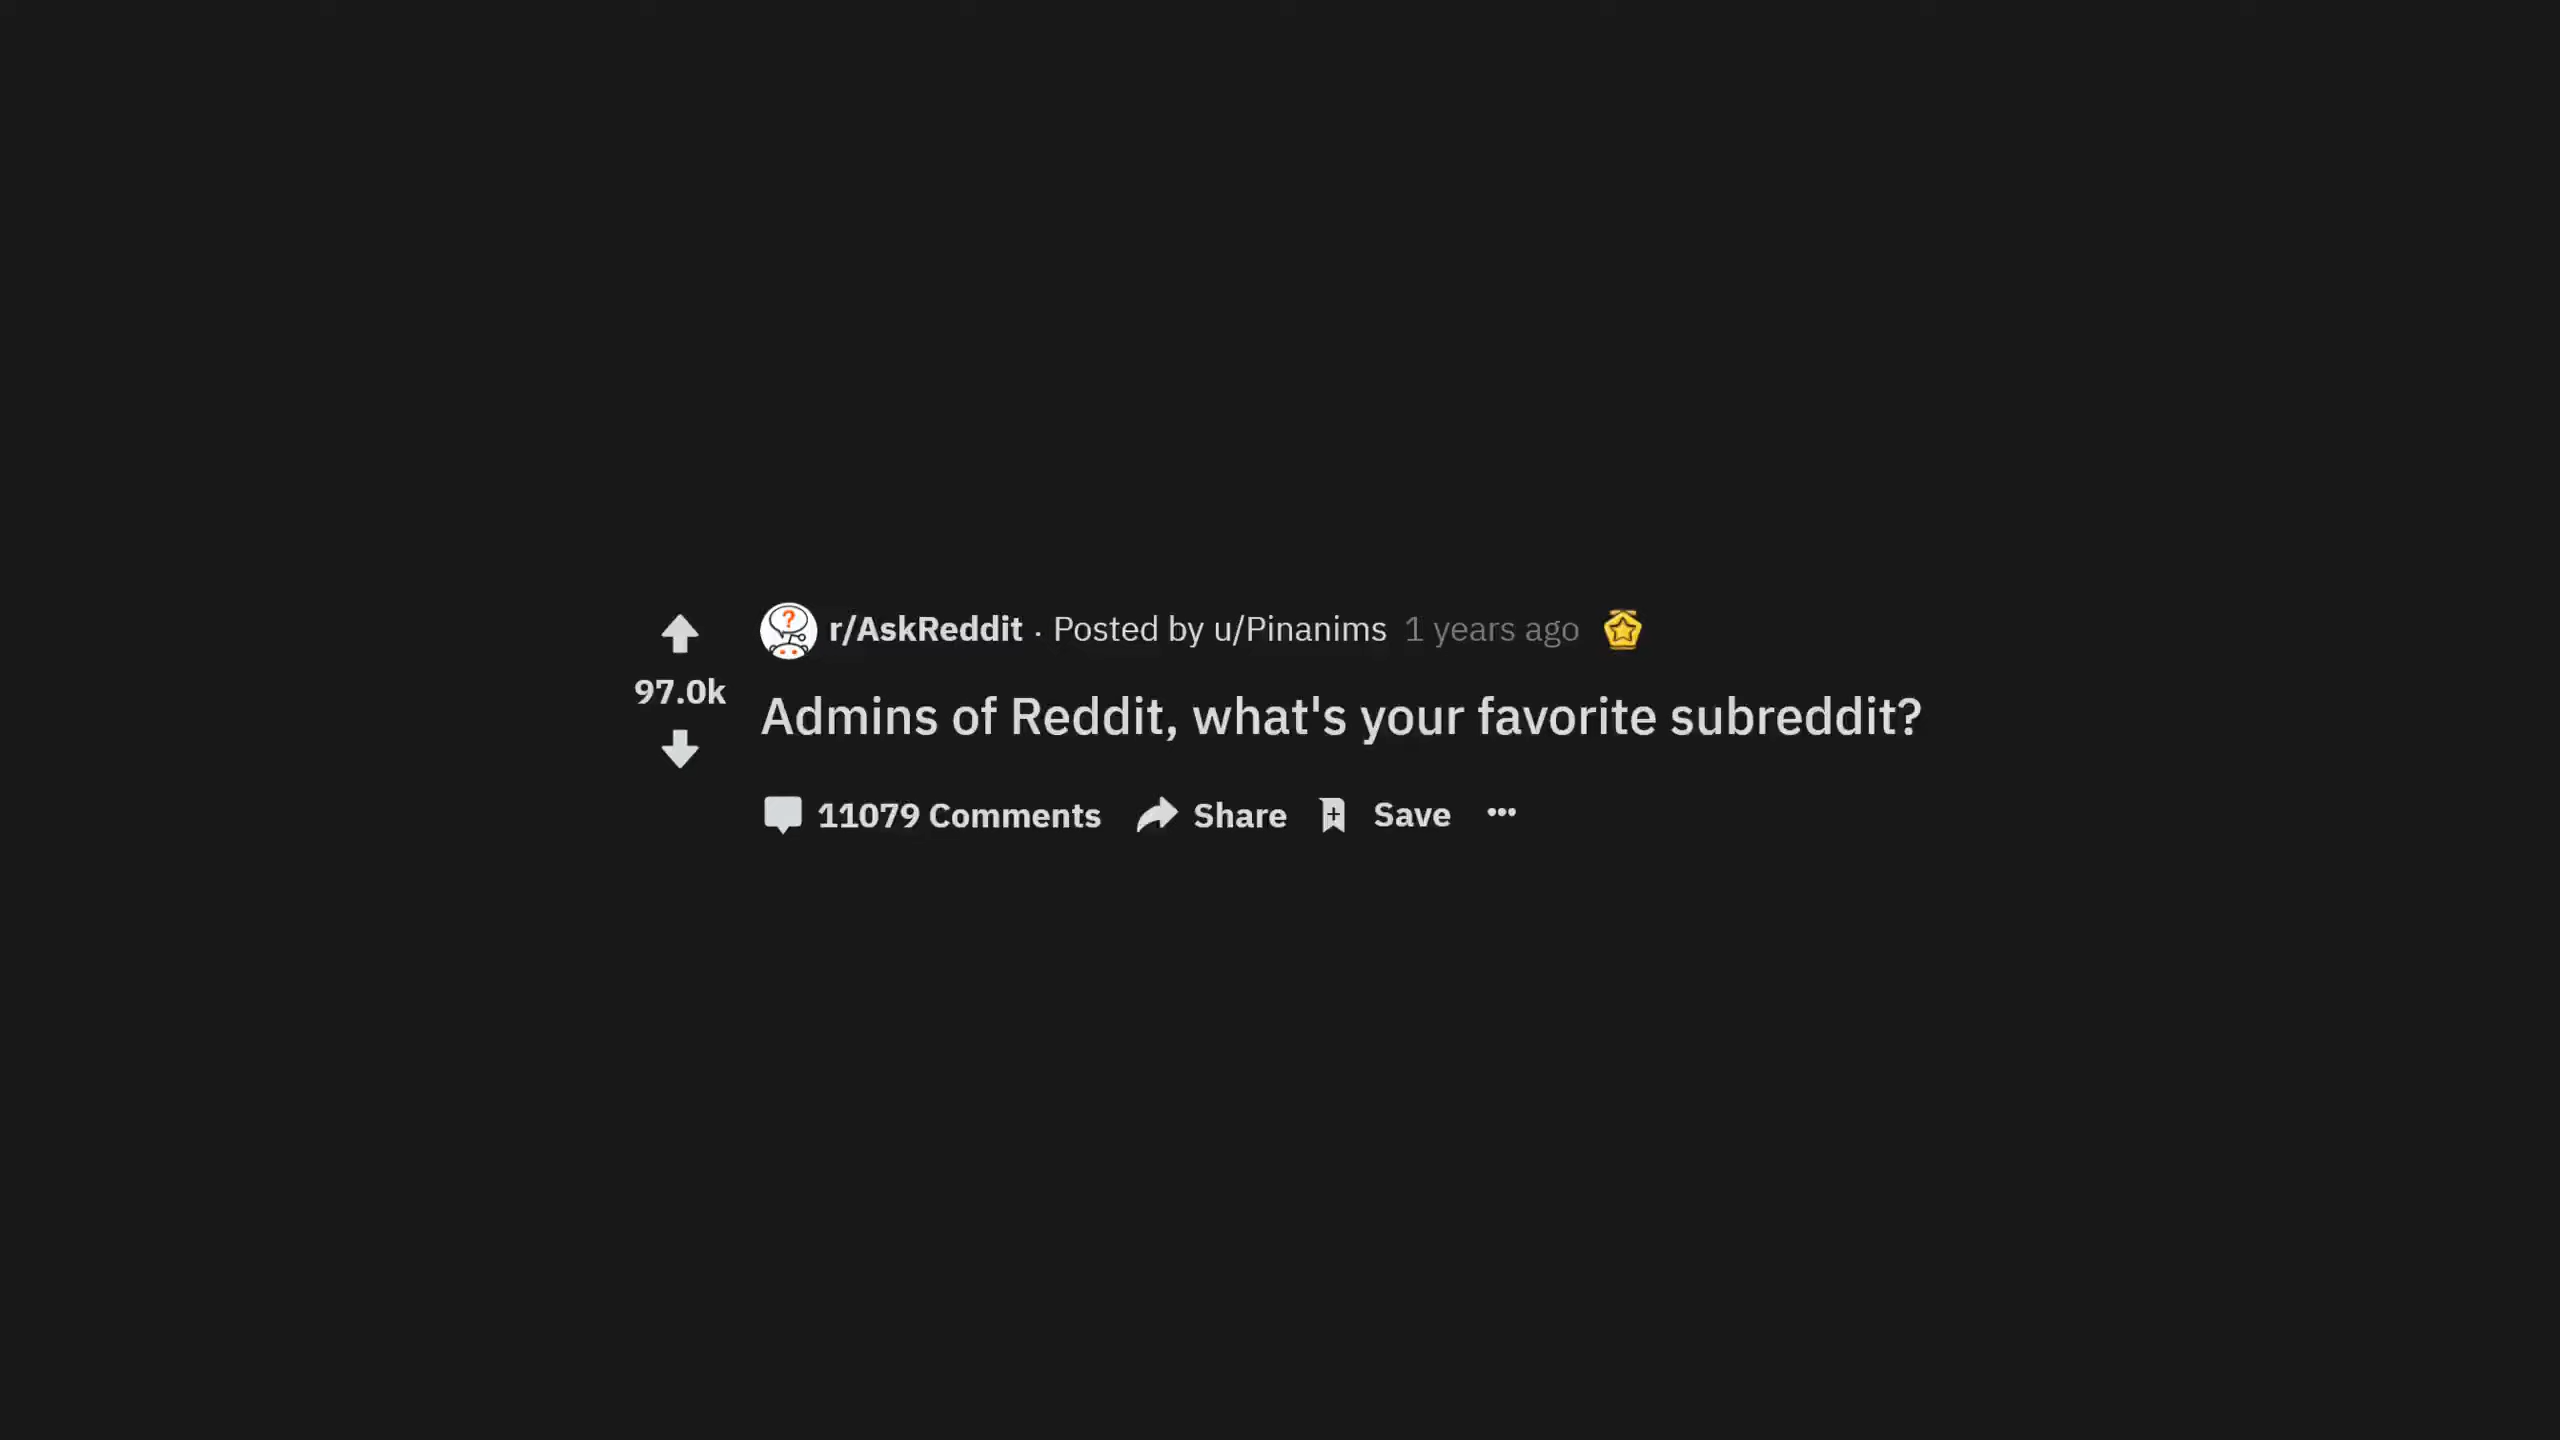 r/AskReddit · Posted by u/Pinanims 1 years ago
97.0k
Admins of Reddit, what's your favorite subreddit?
11079 Comments Share Save ···